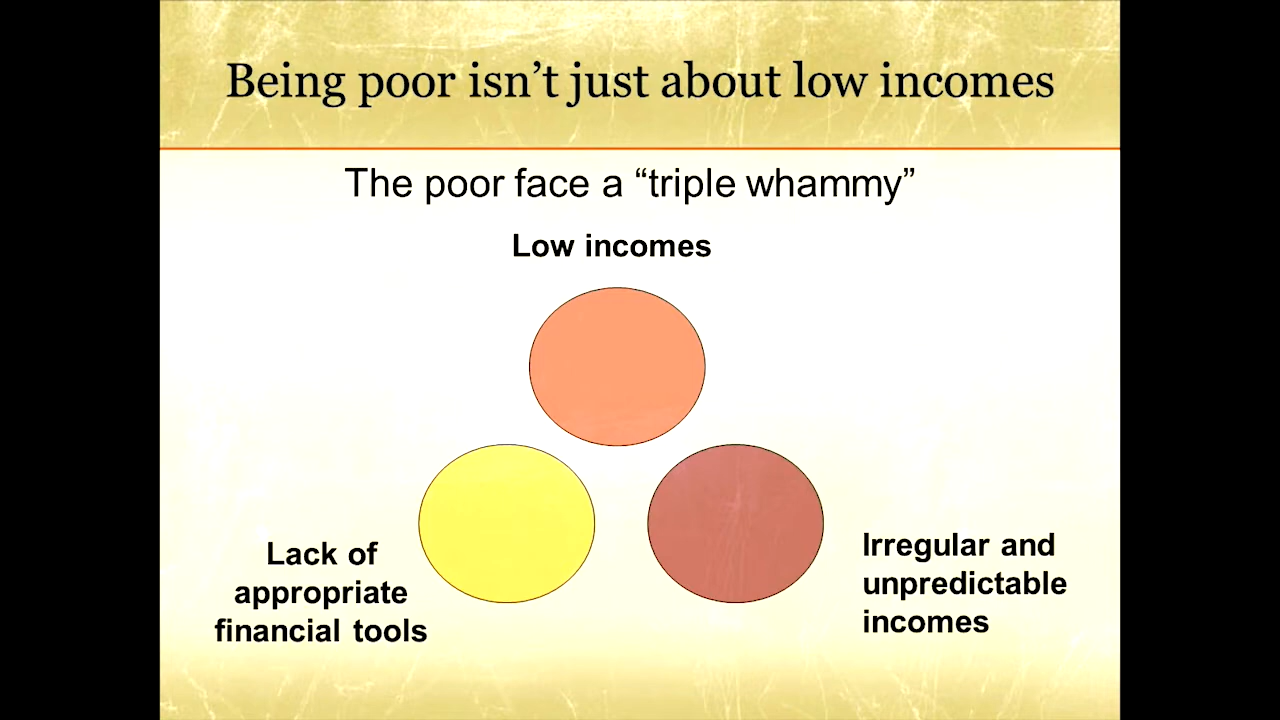 Being poor isn’t just about low incomes
The poor face a “triple whammy”
Low incomes
Lack of
appropriate
financial tools
Irregular and
unpredictable
incomes